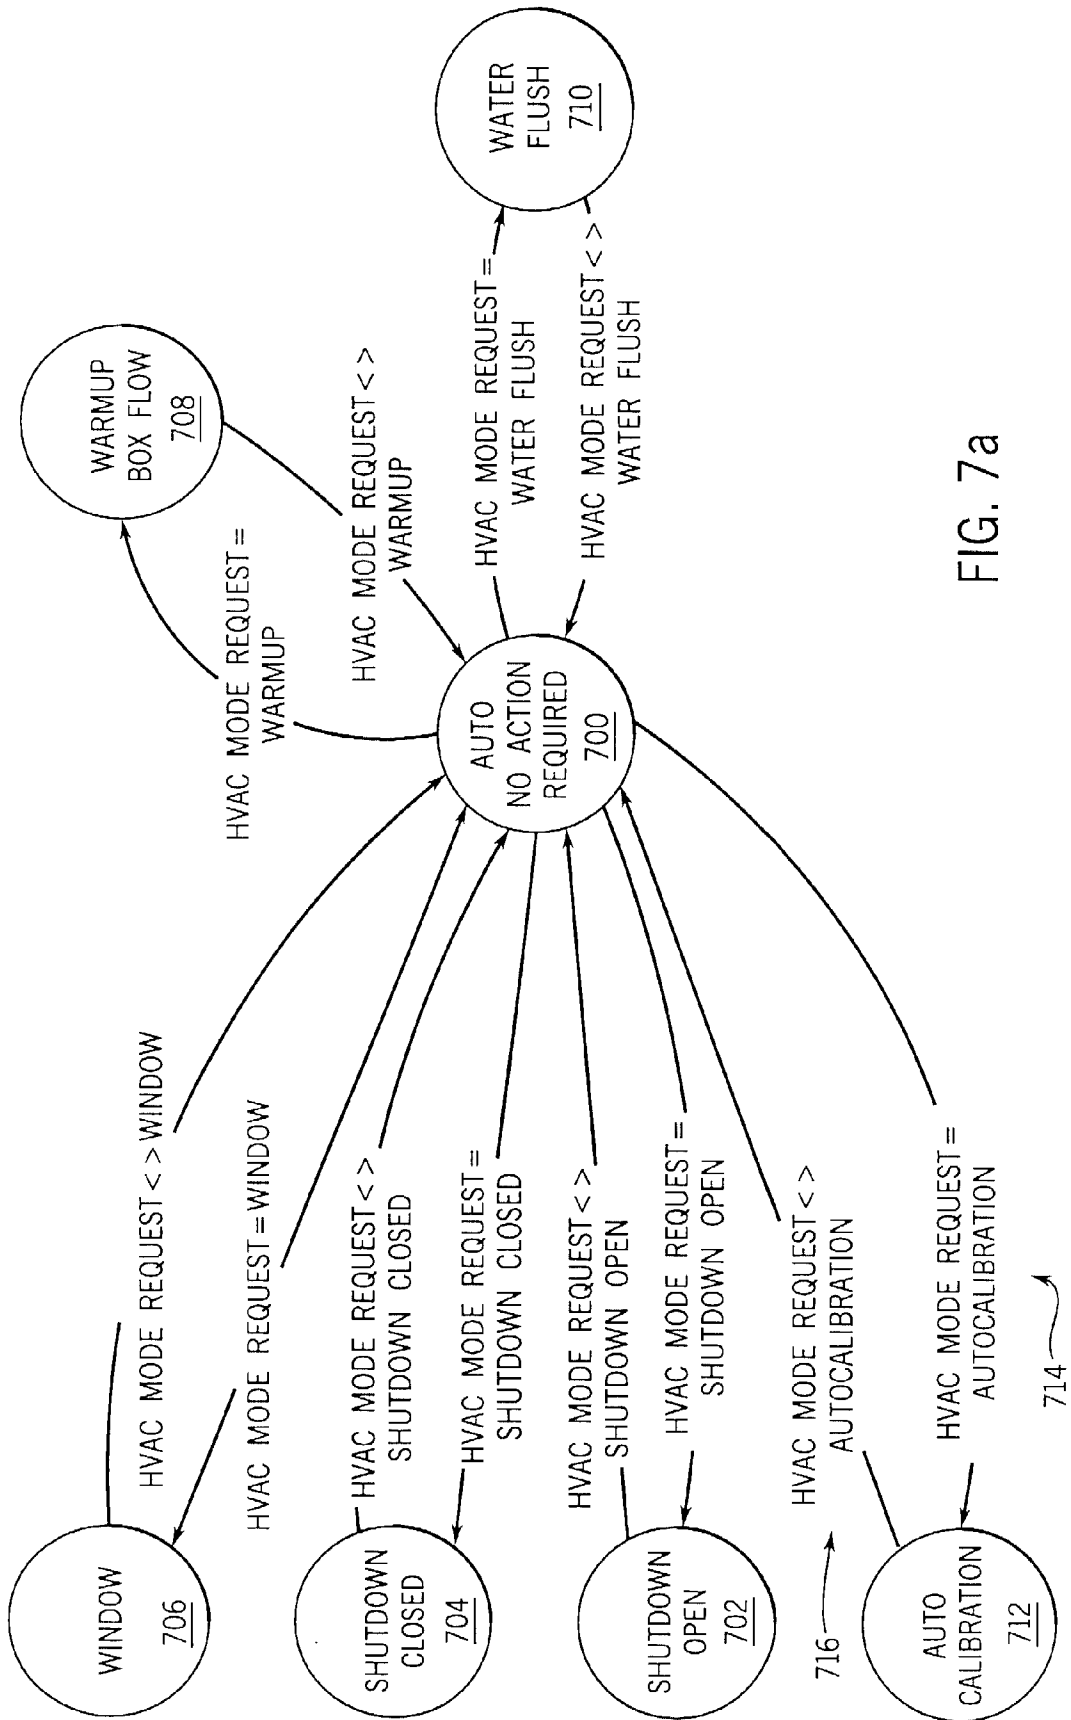 WATER
FLUSH
710
WARMUP
BOX FLOW
708
HVAC MODE REQUEST=
WARMUP
HVAC MODE REQUEST<>
WARMUP
HVAC MODE REQUEST=
WATER FLUSH
HVAC MODE REQUEST<>
WATER FLUSH
AUTO
NO ACTION
REQUIRED
700
HVAC MODE REQUEST<>WINDOW
HVAC MODE REQUEST=WINDOW
HVAC MODE REQUEST<>
SHUTDOWN CLOSED
HVAC MODE REQUEST=
SHUTDOWN CLOSED
HVAC MODE REQUEST<>
SHUTDOWN OPEN
HVAC MODE REQUEST=
SHUTDOWN OPEN
HVAC MODE REQUEST<>
AUTOCALIBRATION
HVAC MODE REQUEST=
AUTOCALIBRATION
WINDOW
706
SHUTDOWN
CLOSED
704
SHUTDOWN
OPEN
702
AUTO
CALIBRATION
712
716
714
FIG. 7a